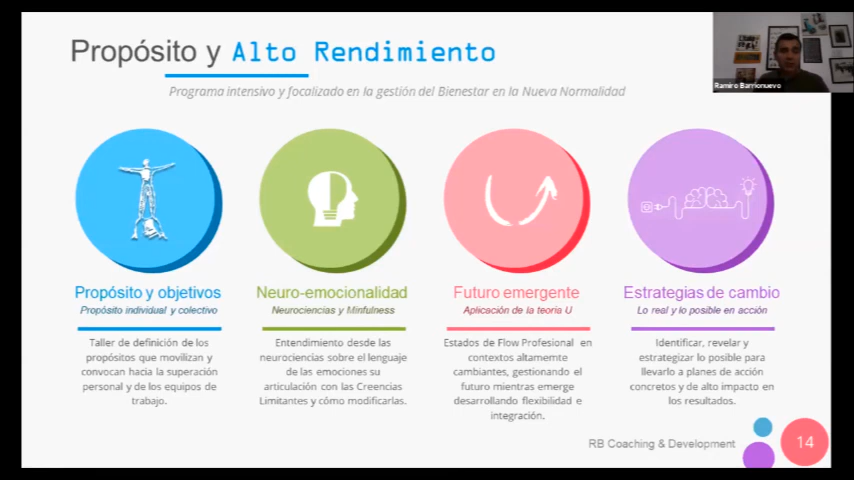 Propósito y Alto Rendimiento
Programa intensivo y focalizado en la gestión del Bienestar en la Nueva Normalidad
Ramiro Barrionuevo
Propósito y objetivos
Propósito individual y colectivo
Taller de definición de los
propósitos que movilizan y
convocan hacia la superación
personal y de los equipos de
trabajo.
Neuro-emocionalidad
Neurociencias y Minfulness
Entendimiento desde las
neurociencias sobre el lenguaje
de las emociones su
articulación con las Creencias
Limitantes y cómo modificarlas.
Futuro emergente
Aplicación de la teoria U
Estados de Flow Profesional en
contextos altamemte
cambiantes, gestionando el
futuro mientras emerge
desarrollando flexibilidad e
integración.
Estrategias de cambio
Lo real y lo posible en acción
Identificar, revelar y
estrategizar lo posible para
llevarlo a planes de acción
concretos y de alto impacto en
los resultados.
RB Coaching & Development
14